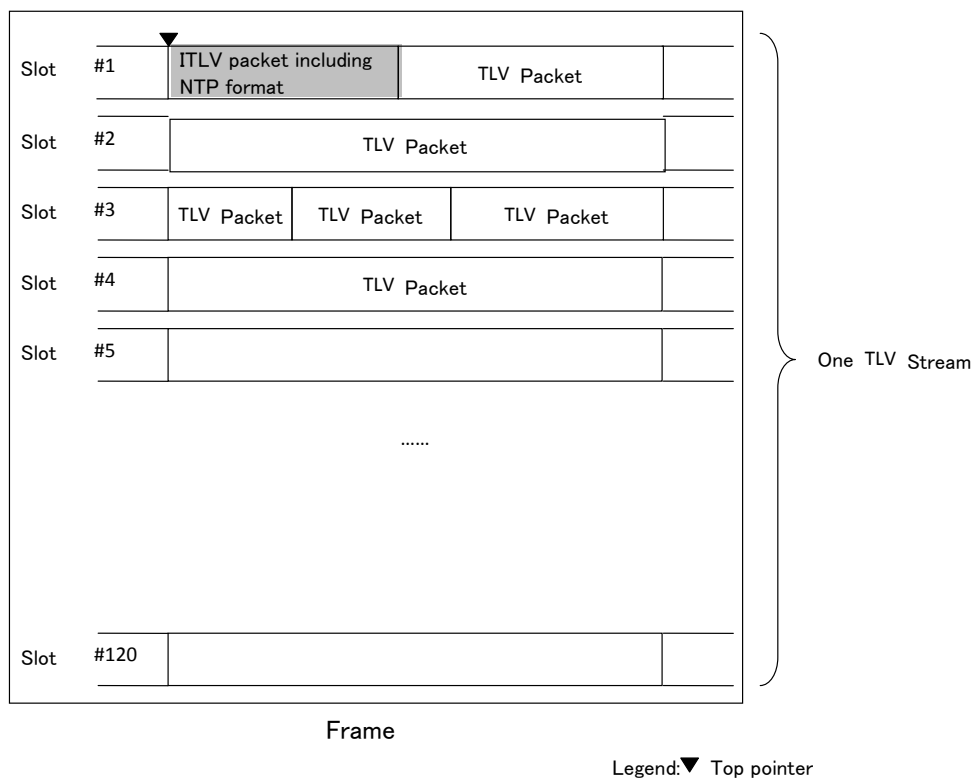 Slot #1 ITLV packet including NTP format TLV Packet
Slot #2 TLV Packet
Slot #3 TLV Packet TLV Packet TLV Packet
Slot #4 TLV Packet
Slot #5
One TLV Stream
......
Slot #120
Frame
Legend:▼ Top pointer